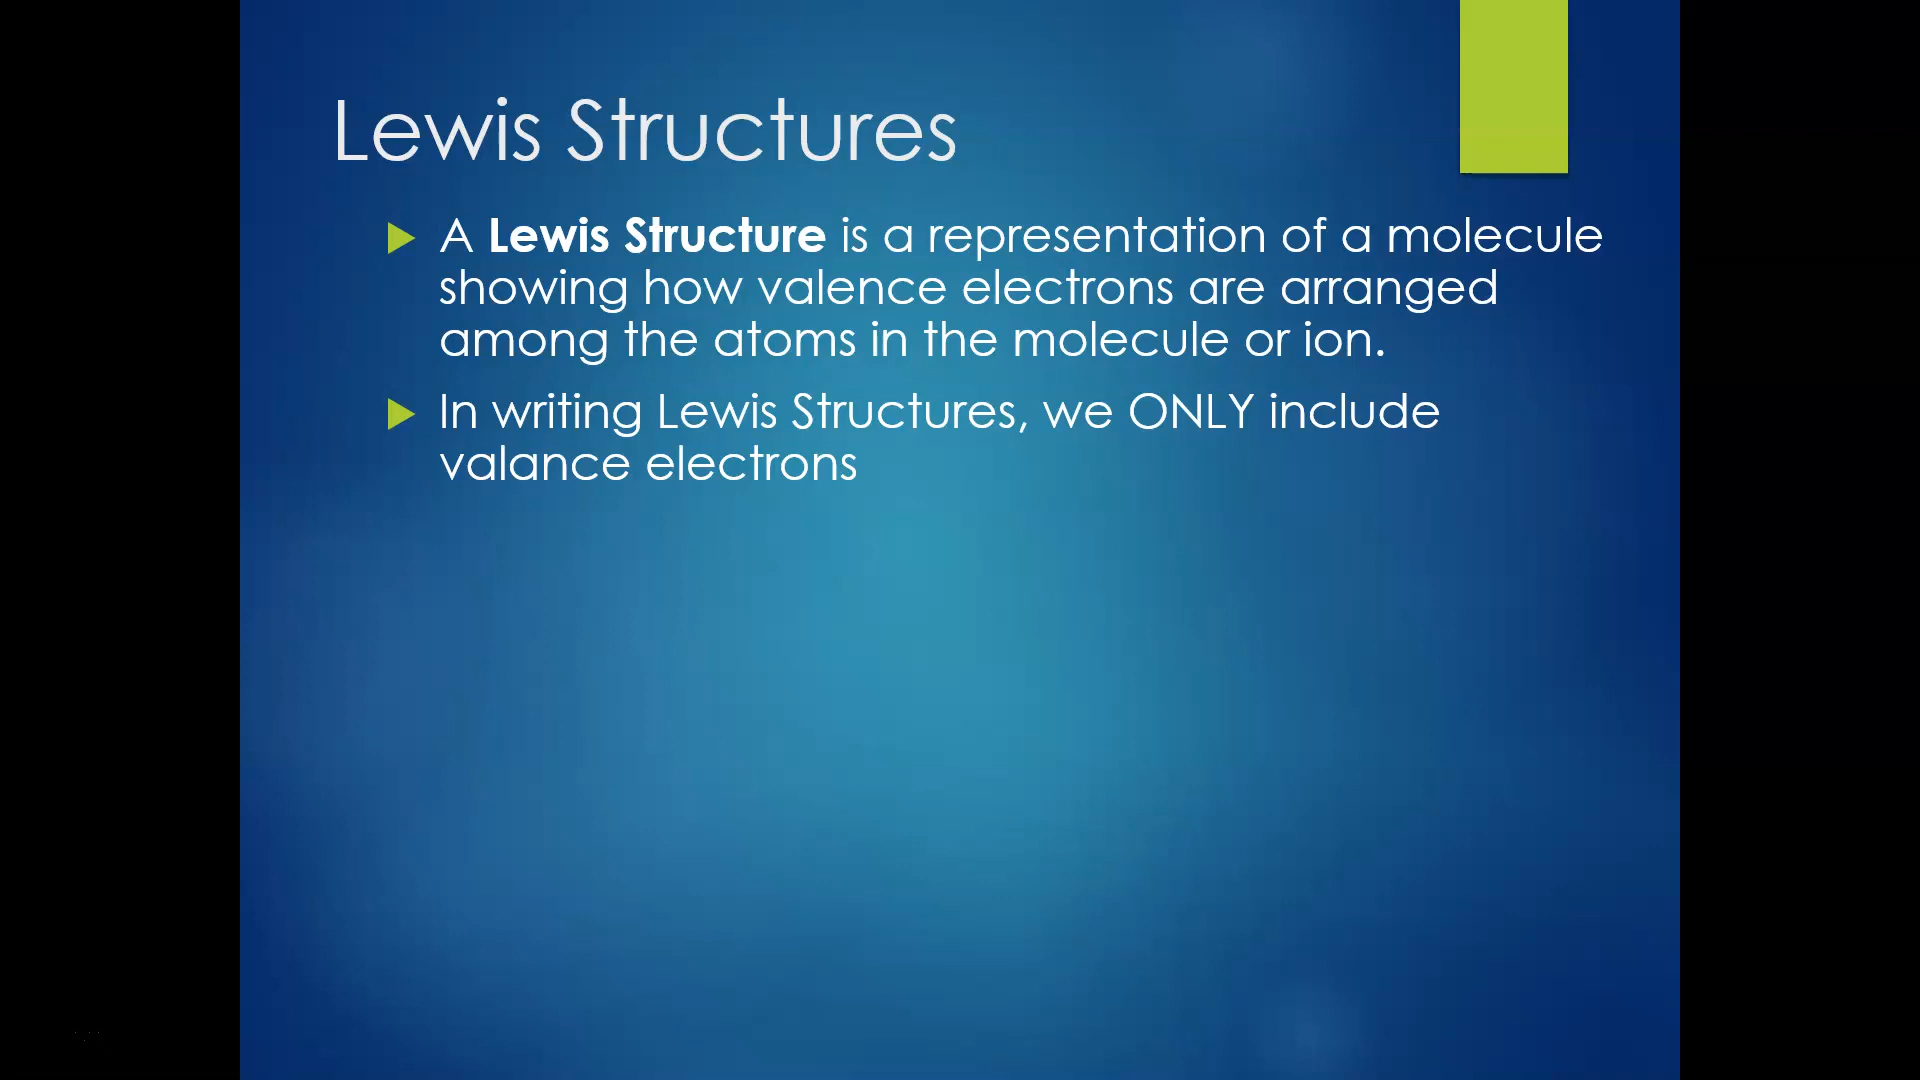 Lewis Structures
A Lewis Structure is a representation of a molecule
showing how valence electrons are arranged
among the atoms in the molecule or ion.
In writing Lewis Structures, we ONLY include
valance electrons